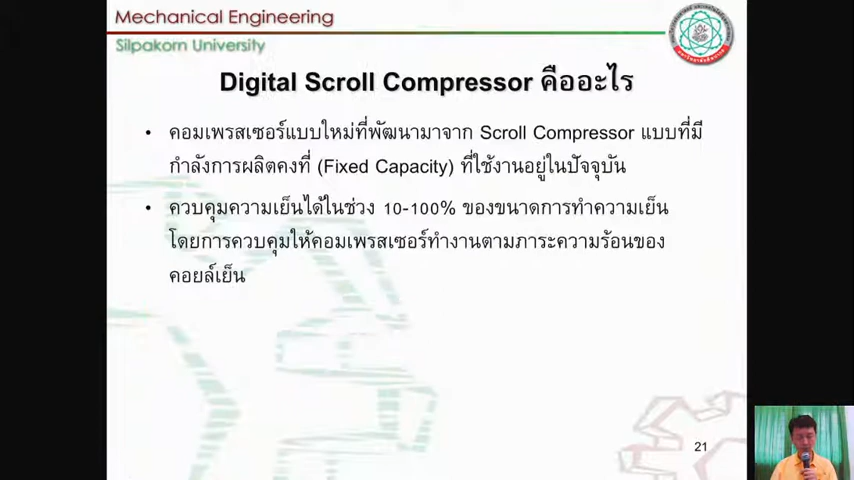 Mechanical Engineering
Silpakorn University
Digital Scroll Compressor คืออะไร
• คอมเพรสเซอร์แบบใหม่ที่พัฒนามาจาก Scroll Compressor แบบที่มี
กำลังการผลิตคงที่ (Fixed Capacity) ที่ใช้งานอยู่ในปัจจุบัน
• ควบคุมความเย็นได้ในช่วง 10-100% ของขนาดการทำความเย็น
โดยการควบคุมให้คอมเพรสเซอร์ทำงานตามภาระความร้อนของ
คอยล์เย็น
21